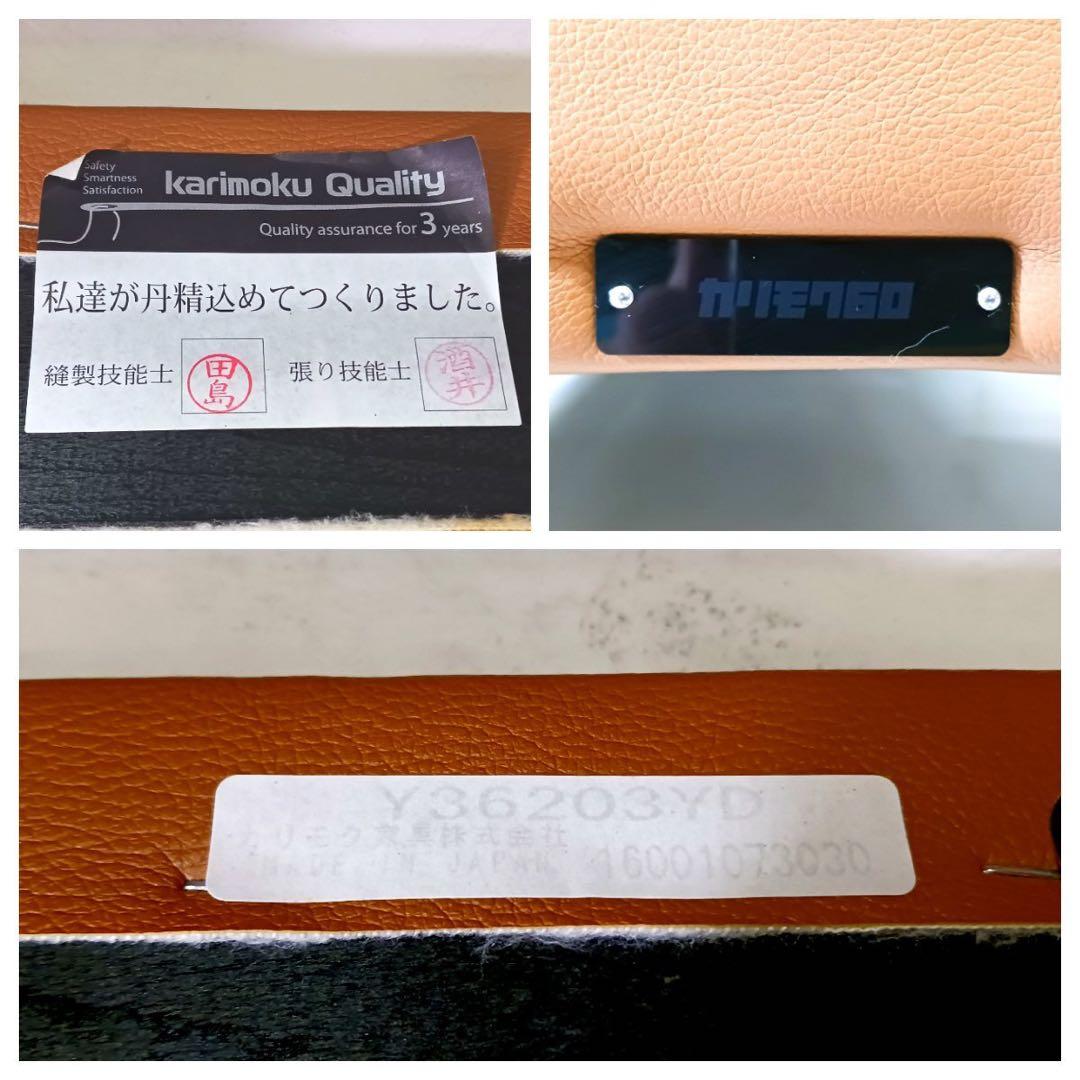 Safety
Smartness
Satisfaction
karimoku Quality
Quality assurance for 3 years
私達が丹精込めてつくりました。
縫製技能士 田島 張り技能士 酒井
カリモク60
Y36203YD
カリモク家具株式会社
MADE IN JAPAN 16001073030